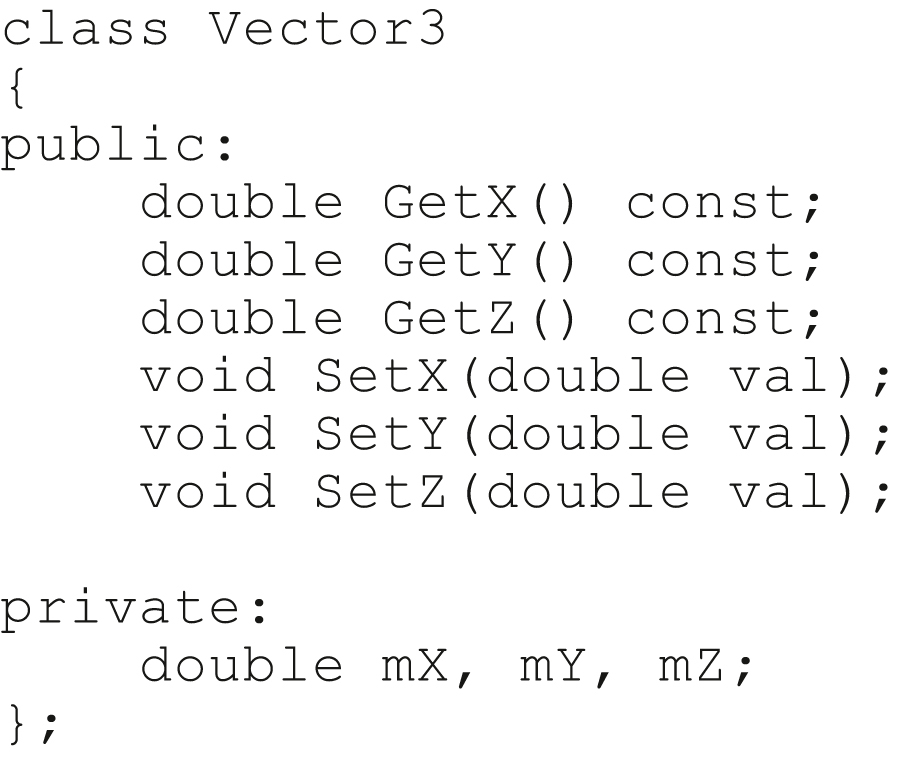 class Vector3
{
public:
    double GetX() const;
    double GetY() const;
    double GetZ() const;
    void SetX(double val);
    void SetY(double val);
    void SetZ(double val);

private:
    double mX, mY, mZ;
};